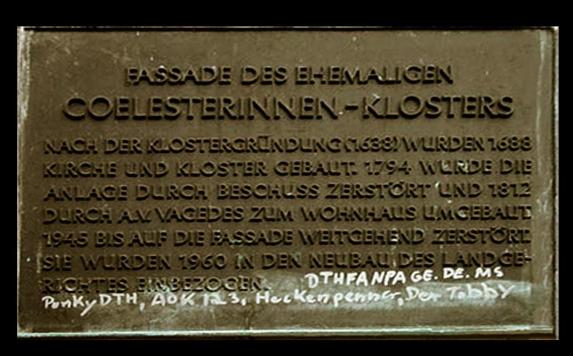 FASSADE DES EHEMALIGEN
COELESTERINNEN-KLOSTERS
NACH DER KLOSTERGRÜNDUNG (1638) WURDEN 1688
KIRCHE UND KLOSTER GEBAUT. 1794 WURDE DIE
ANLAGE DURCH BESCHUSS ZERSTÖRT UND 1812
DURCH A.V. VAGEDES ZUM WOHNHAUS UMGEBAUT.
1945 BIS AUF DIE FASSADE WEITGEHEND ZERSTÖRT.
SIE WURDEN 1960 IN DEN NEUBAU DES LANDGE-
RICHTES EINBEZOGEN.
DTHFANPAGE.DE.MS
PunkyDTH, AOK 123, Heckenpenner, Der Tobby